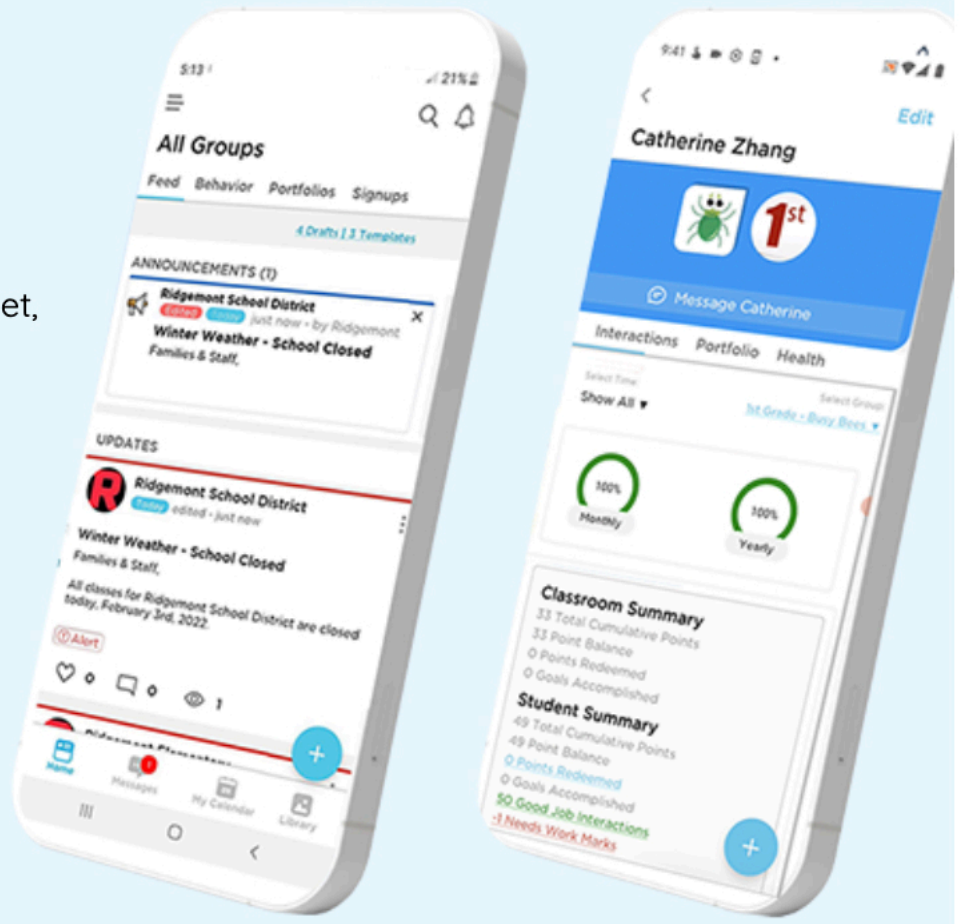 et,
5:13
21%
All Groups
Feed Behavior Portfolios Signups
4 Drafts | 3 Templates
ANNOUNCEMENTS (1)
Ridgemont School District
Edited Today just now - by Ridgemont
Winter Weather - School Closed
Families & Staff,
UPDATES
R
Ridgemont School District
Today edited - just now
Winter Weather - School Closed
Families & Staff,
All classes for Ridgemont School District are closed
today, February 3rd, 2022.
Alert
0 0 1
Ridgemont Elementary
Home Messages My Calendar Library
9:41
Edit
Catherine Zhang
1st
Message Catherine
Interactions Portfolio Health
Select Time Select Group:
Show All 1st Grade - Busy Bees
100% 100%
Monthly Yearly
Classroom Summary
33 Total Cumulative Points
33 Point Balance
0 Points Redeemed
0 Goals Accomplished
Student Summary
49 Total Cumulative Points
49 Point Balance
0 Points Redeemed
0 Goals Accomplished
50 Good Job Interactions
-1 Needs Work Marks